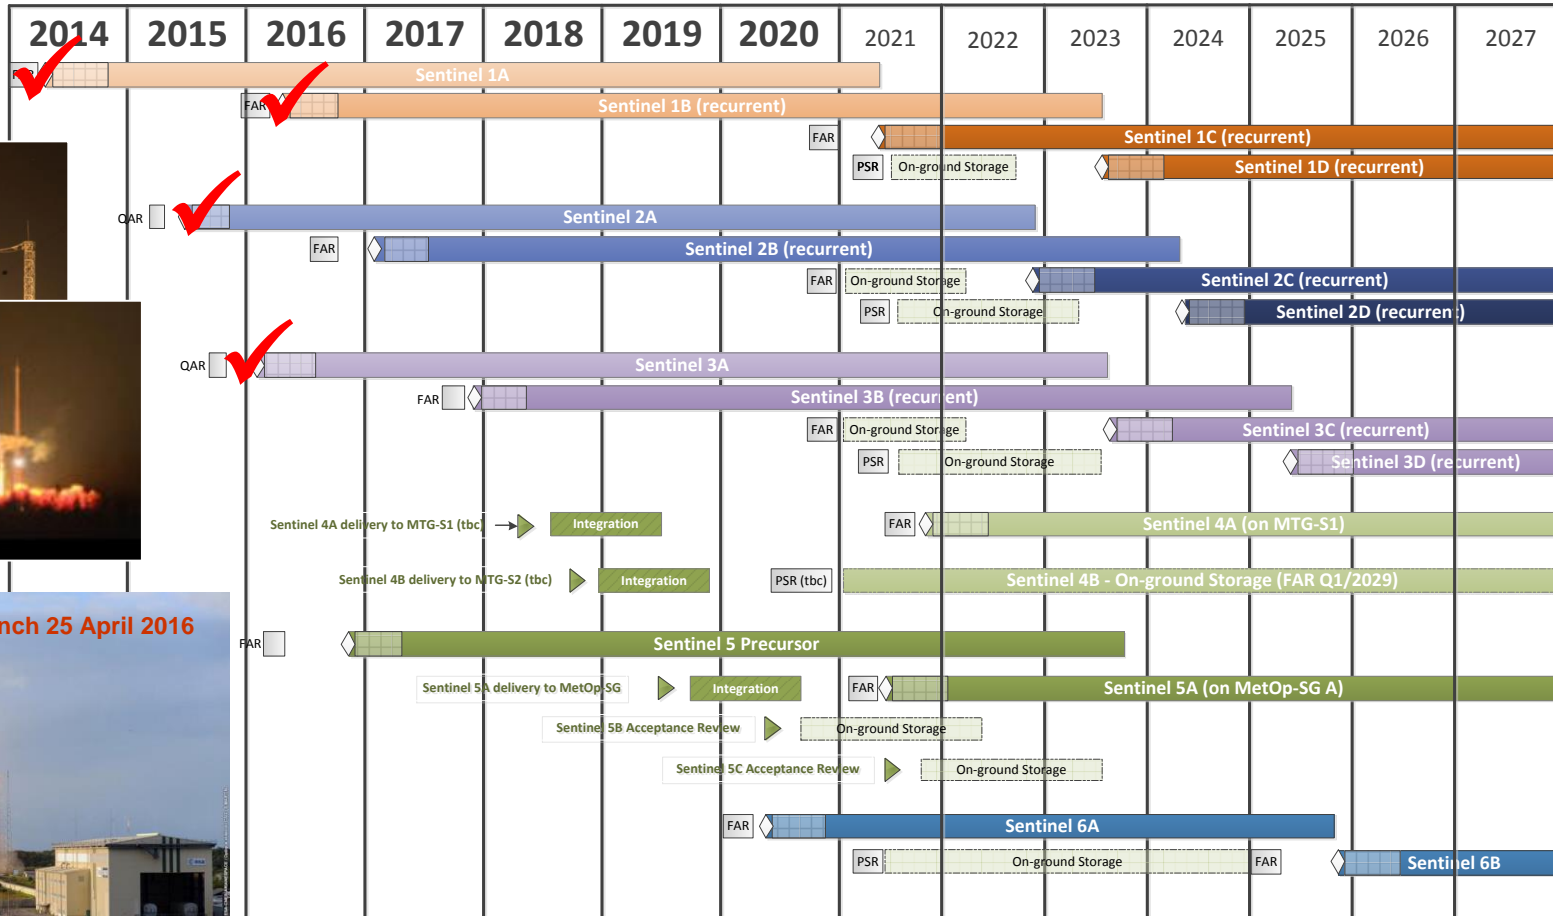 2014 2015 2016 2017 2018 2019 2020 2021 2022 2023 2024 2025 2026 2027
Sentinel 1A
FAR Sentinel 1B (recurrent)
FAR Sentinel 1C (recurrent)
PSR On-ground Storage Sentinel 1D (recurrent)
QAR Sentinel 2A
FAR Sentinel 2B (recurrent)
FAR On-ground Storage Sentinel 2C (recurrent)
PSR On-ground Storage Sentinel 2D (recurrent)
QAR Sentinel 3A
FAR Sentinel 3B (recurrent)
FAR On-ground Storage Sentinel 3C (recurrent)
PSR On-ground Storage Sentinel 3D (recurrent)
Sentinel 4A delivery to MTG-S1 (tbc) Integration FAR Sentinel 4A (on MTG-S1)
Sentinel 4B delivery to MTG-S2 (tbc) Integration PSR (tbc) Sentinel 4B - On-ground Storage (FAR Q1/2029)
nch 25 April 2016
FAR Sentinel 5 Precursor
Sentinel 5A delivery to MetOp-SG Integration FAR Sentinel 5A (on MetOp-SG A)
Sentinel 5B Acceptance Review On-ground Storage
Sentinel 5C Acceptance Review On-ground Storage
FAR Sentinel 6A
PSR On-ground Storage FAR Sentinel 6B